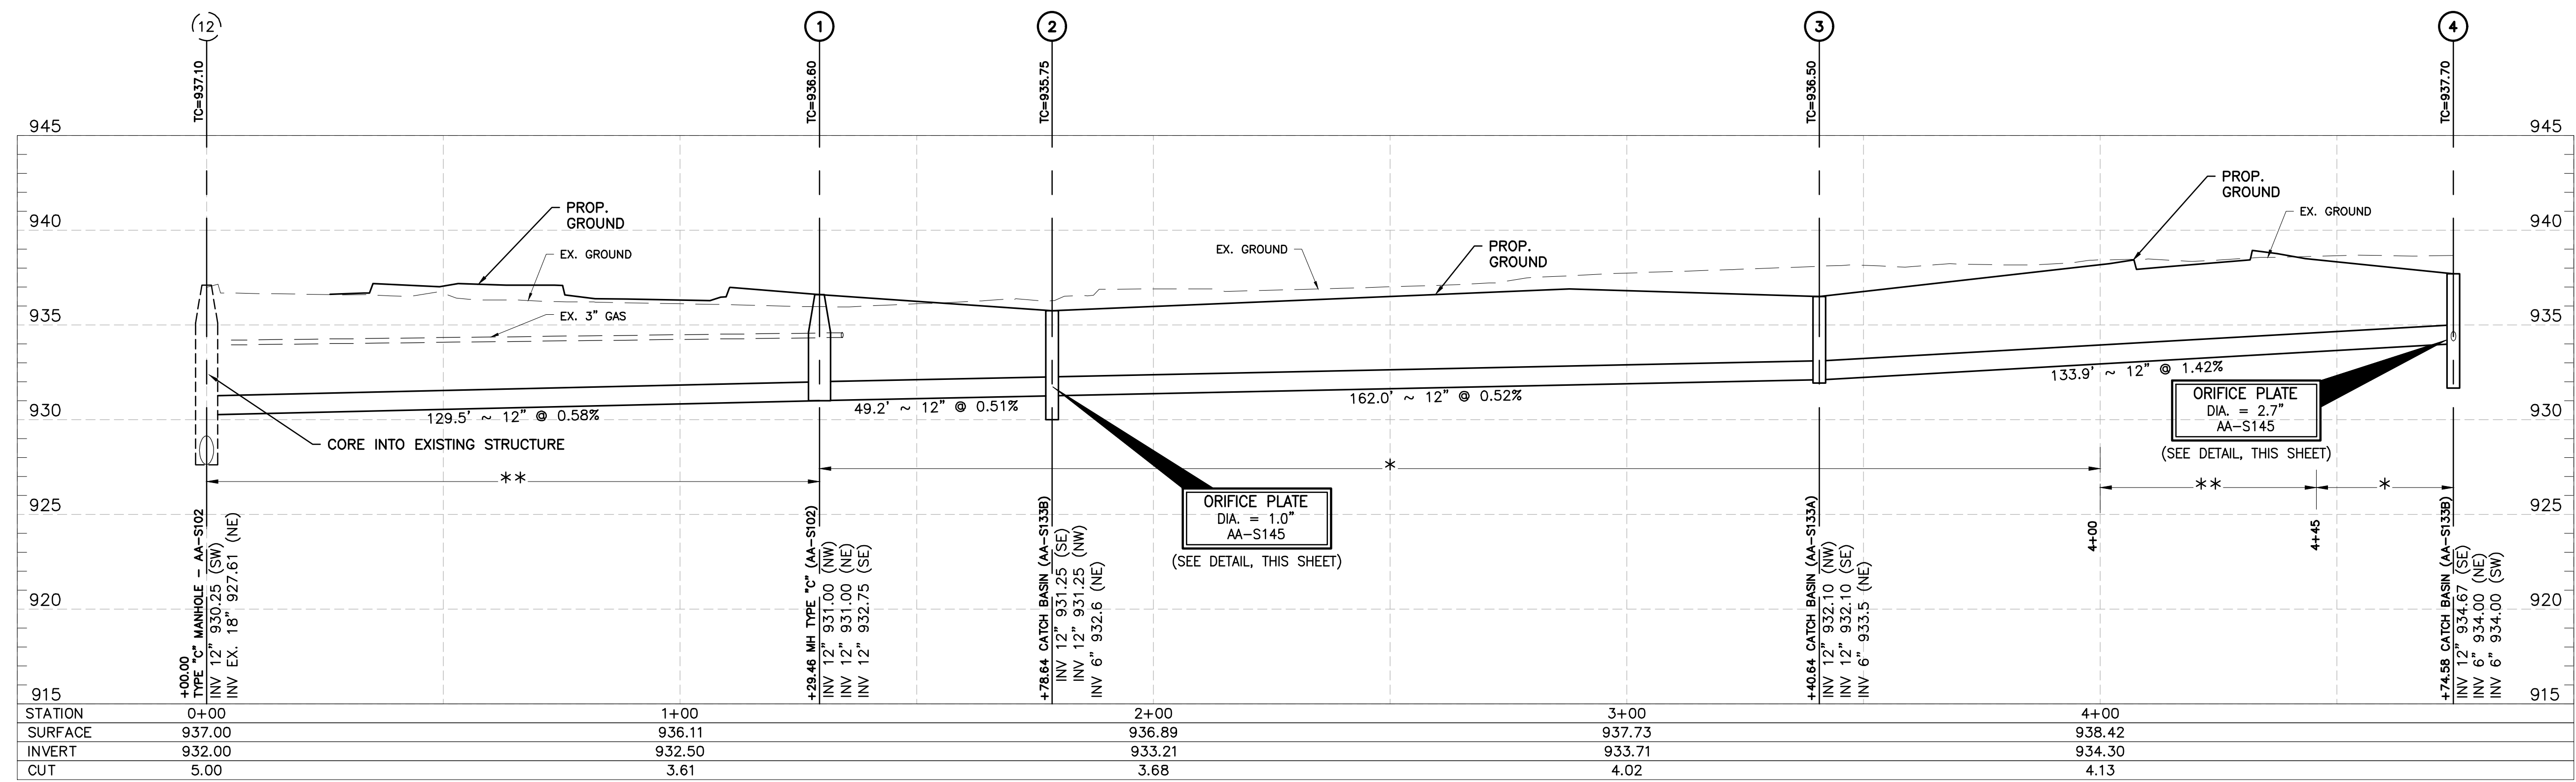 12
1
2
3
4
TC=937.10
TC=936.60
TC=935.75
TC=936.50
TC=937.70
945
945
940
940
935
935
930
930
925
925
920
920
915
915
PROP.
GROUND
EX. GROUND
EX. 3" GAS
EX. GROUND
PROP.
GROUND
PROP.
GROUND
EX. GROUND
129.5' ~ 12" @ 0.58%
49.2' ~ 12" @ 0.51%
162.0' ~ 12" @ 0.52%
133.9' ~ 12" @ 1.42%
CORE INTO EXISTING STRUCTURE
**
*
**
*
ORIFICE PLATE
DIA. = 1.0"
AA-S145
(SEE DETAIL, THIS SHEET)
ORIFICE PLATE
DIA. = 2.7"
AA-S145
(SEE DETAIL, THIS SHEET)
4+00
4+45
+00.00
TYPE "C" MANHOLE - AA-S102
INV 12" 930.25 (SW)
INV EX. 18" 927.61 (NE)
+29.46 MH TYPE "C" (AA-S102)
INV 12" 931.00 (NW)
INV 12" 931.00 (NE)
INV 12" 932.75 (SE)
+78.64 CATCH BASIN (AA-S133B)
INV 12" 931.25 (SE)
INV 12" 931.25 (NW)
INV 6" 932.6 (NE)
+40.64 CATCH BASIN (AA-S133A)
INV 12" 932.10 (NW)
INV 12" 932.10 (SE)
INV 6" 933.5 (NE)
+74.58 CATCH BASIN (AA-S133B)
INV 12" 934.67 (SE)
INV 6" 934.00 (NE)
INV 6" 934.00 (SW)
STATION 0+00 1+00 2+00 3+00 4+00
SURFACE 937.00 936.11 936.89 937.73 938.42
INVERT 932.00 932.50 933.21 933.71 934.30
CUT 5.00 3.61 3.68 4.02 4.13